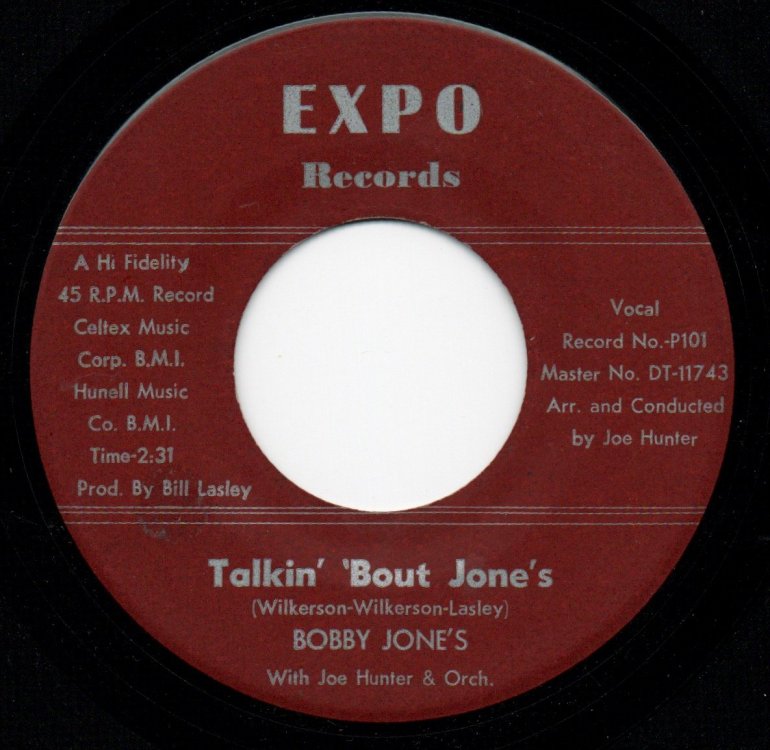 EXPO
Records
A Hi Fidelity
45 R.P.M. Record
Celtex Music
Corp. B.M.I.
Hunell Music
Co. B.M.I.
Time-2:31
Prod. By Bill Lasley
Vocal
Record No.-P101
Master No. DT-11743
Arr. and Conducted
by Joe Hunter
Talkin' 'Bout Jone's
(Wilkerson-Wilkerson-Lasley)
BOBBY JONE'S
With Joe Hunter & Orch.